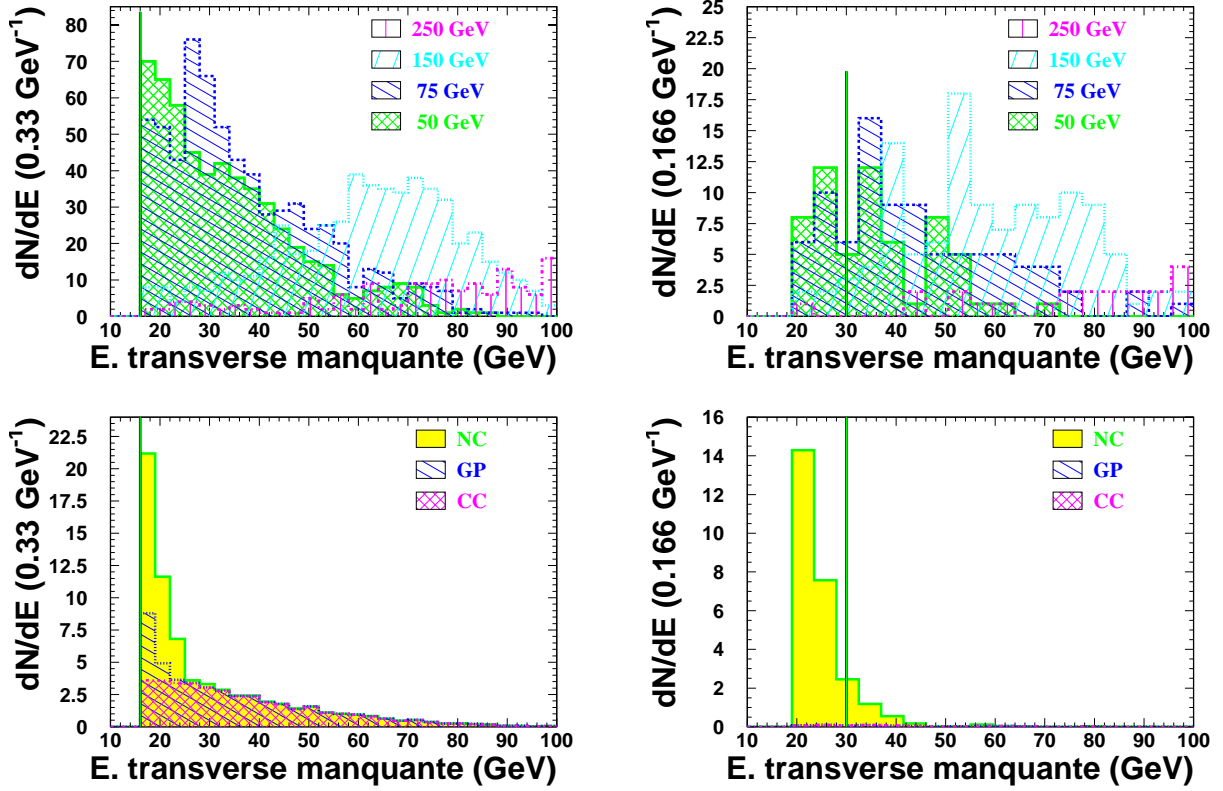 dN/dE (0.33 GeV-1)
80
70
60
50
40
30
20
10
0
250 GeV
150 GeV
75 GeV
50 GeV
10 20 30 40 50 60 70 80 90 100
E. transverse manquante (GeV)
dN/dE (0.166 GeV-1)
25
22.5
20
17.5
15
12.5
10
7.5
5
2.5
0
250 GeV
150 GeV
75 GeV
50 GeV
10 20 30 40 50 60 70 80 90 100
E. transverse manquante (GeV)
dN/dE (0.33 GeV-1)
22.5
20
17.5
15
12.5
10
7.5
5
2.5
0
NC
GP
CC
10 20 30 40 50 60 70 80 90 100
E. transverse manquante (GeV)
dN/dE (0.166 GeV-1)
16
14
12
10
8
6
4
2
0
NC
GP
CC
10 20 30 40 50 60 70 80 90 100
E. transverse manquante (GeV)